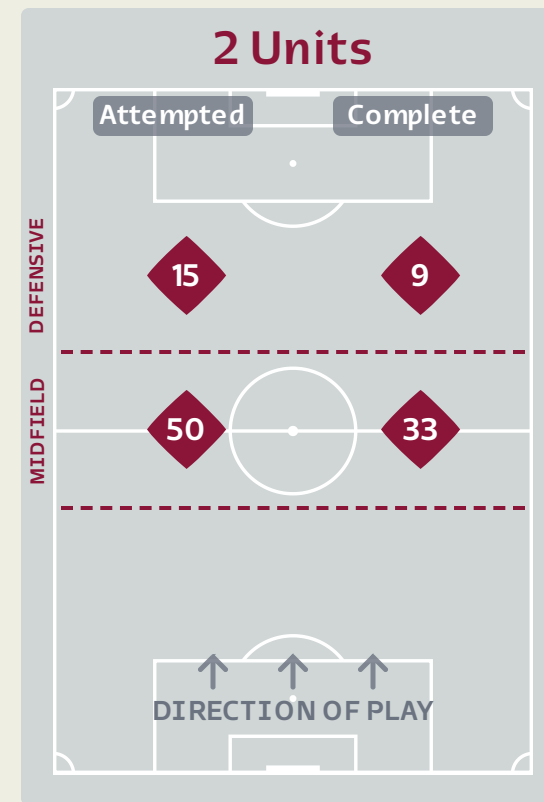 2 Units
Attempted Complete
DEFENSIVE
15 9
MIDFIELD
50 33
DIRECTION OF PLAY